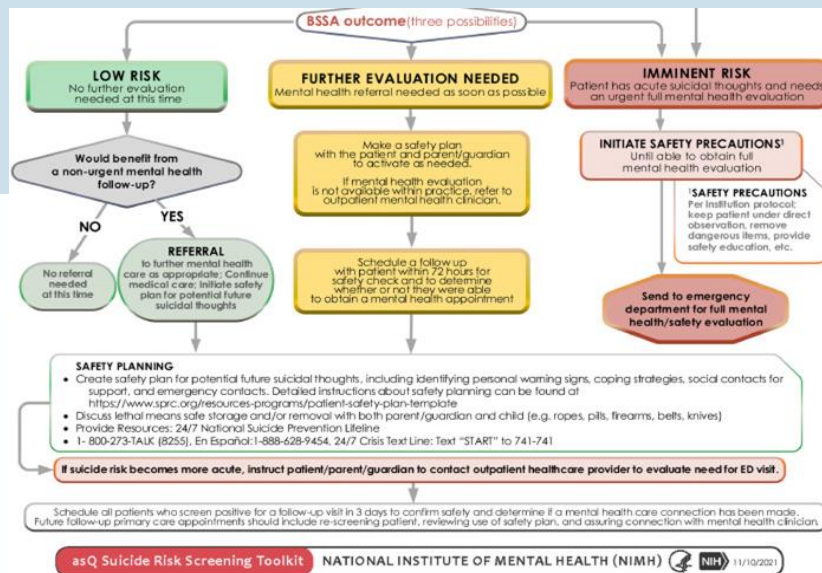 BSSA outcome(three possibilities)
LOW RISK
No further evaluation
needed at this time
FURTHER EVALUATION NEEDED
Mental health referral needed as soon as possible
IMMINENT RISK
Patient has acute suicidal thoughts and needs
an urgent full mental health evaluation
Would benefit from
a non-urgent mental health
follow-up?
NO
YES
No referral
needed
at this time
REFERRAL
to further mental health
care as appropriate; Continue
medical care; Initiate safety
plan for potential future
suicidal thoughts
Make a safety plan
with the patient and parent/guardian
to activate as needed.
If mental health evaluation
is not available within practice, refer to
outpatient mental health clinician.
Schedule a follow up
with patient within 72 hours for
safety check and to determine
whether or not they were able
to obtain a mental health appointment
INITIATE SAFETY PRECAUTIONS¹
Until able to obtain full
mental health evaluation
¹SAFETY PRECAUTIONS
Per institution protocol;
keep patient under direct
observation, remove
dangerous items, provide
safety education, etc.
Send to emergency
department for full mental
health/safety evaluation
SAFETY PLANNING
• Create safety plan for potential future suicidal thoughts, including identifying personal warning signs, coping strategies, social contacts for
support, and emergency contacts. Detailed instructions about safety planning can be found at
https://www.sprc.org/resources-programs/patient-safety-plan-template
• Discuss lethal means safe storage and/or removal with both parent/guardian and child (e.g. ropes, pills, firearms, belts, knives)
• Provide Resources: 24/7 National Suicide Prevention Lifeline
• 1- 800-273-TALK (8255), En Español:1-888-628-9454, 24/7 Crisis Text Line: Text “START” to 741-741
If suicide risk becomes more acute, instruct patient/parent/guardian to contact outpatient healthcare provider to evaluate need for ED visit.
Schedule all patients who screen positive for a follow-up visit in 3 days to confirm safety and determine if a mental health care connection has been made.
Future follow-up primary care appointments should include re-screening patient, reviewing use of safety plan, and assuring connection with mental health clinician.
asQ Suicide Risk Screening Toolkit NATIONAL INSTITUTE OF MENTAL HEALTH (NIMH) NIH 11/10/2021